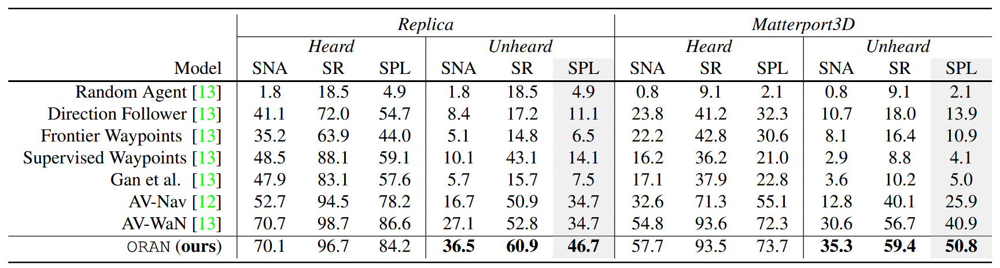 Replica Matterport3D
Heard Unheard Heard Unheard
Model SNA SR SPL SNA SR SPL SNA SR SPL SNA SR SPL
Random Agent [13] 1.8 18.5 4.9 1.8 18.5 4.9 0.8 9.1 2.1 0.8 9.1 2.1
Direction Follower [13] 41.1 72.0 54.7 8.4 17.2 11.1 23.8 41.2 32.3 10.7 18.0 13.9
Frontier Waypoints [13] 35.2 63.9 44.0 5.1 14.8 6.5 22.2 42.8 30.6 8.1 16.4 10.9
Supervised Waypoints [13] 48.5 88.1 59.1 10.1 43.1 14.1 16.2 36.2 21.0 2.9 8.8 4.1
Gan et al. [13] 47.9 83.1 57.6 5.7 15.7 7.5 17.1 37.9 22.8 3.6 10.2 5.0
AV-Nav [12] 52.7 94.5 78.2 16.7 50.9 34.7 32.6 71.3 55.1 12.8 40.1 25.9
AV-WaN [13] 70.7 98.7 86.6 27.1 52.8 34.7 54.8 93.6 72.3 30.6 56.7 40.9
ORAN (ours) 70.1 96.7 84.2 36.5 60.9 46.7 57.7 93.5 73.7 35.3 59.4 50.8